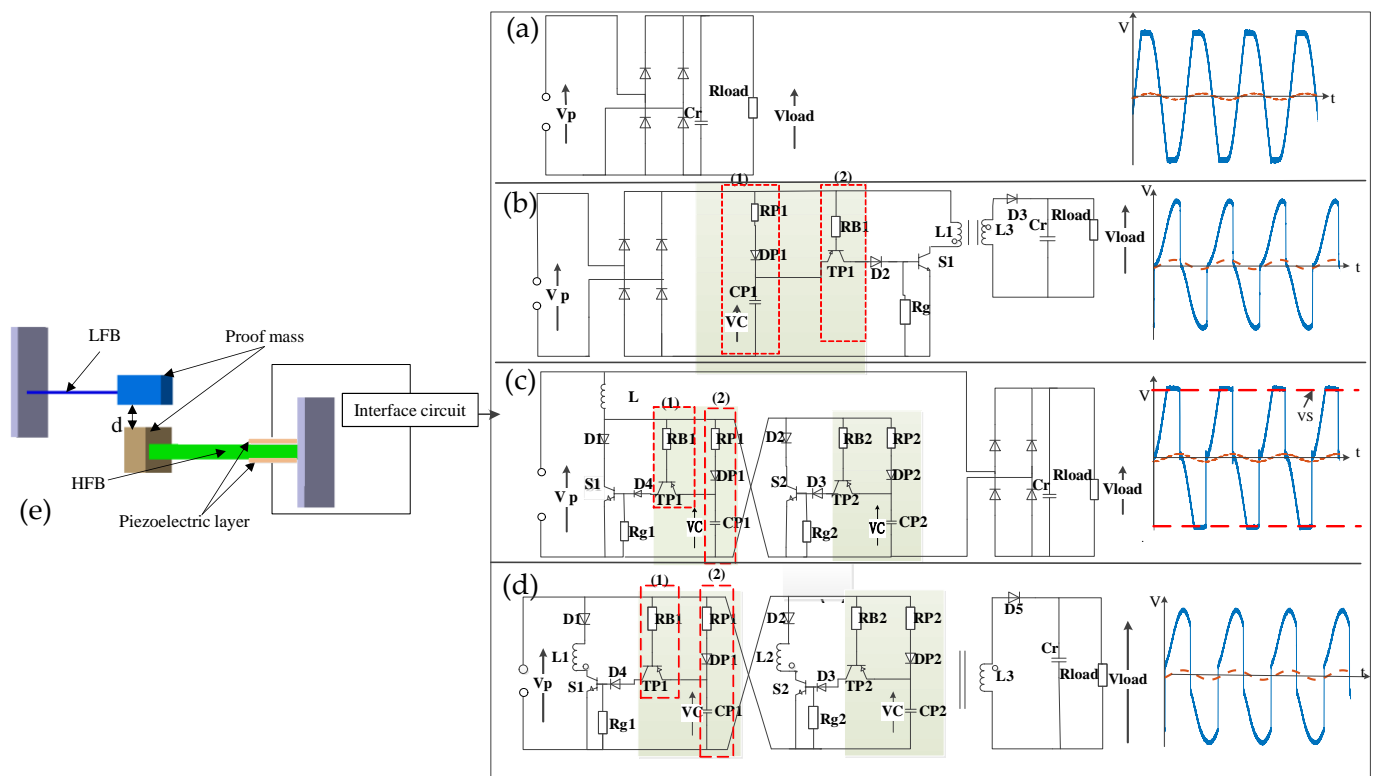 (a)
Vp
Cr
Rload
Vload
V
t
(b)
(1)
(2)
V p
RP1
DP1
CP1
VC
RB1
TP1
D2
Rg
S1
L1
L3
D3
Cr
Rload
Vload
V
t
(c)
L
(1)
(2)
V p
D1
S1
D4
Rg1
RB1
TP1
RP1
DP1
VC
CP1
D2
S2
D3
Rg2
RB2
TP2
RP2
DP2
VC
CP2
Cr
Rload
Vload
V
vs
t
(d)
(1)
(2)
Vp
D1
L1
S1
D4
Rg1
RB1
TP1
RP1
DP1
VC
CP1
D2
L2
S2
D3
Rg2
RB2
TP2
RP2
DP2
VC
CP2
L3
D5
Cr
Rload
Vload
V
t
LFB
Proof mass
d
Interface circuit
HFB
Piezoelectric layer
(e)